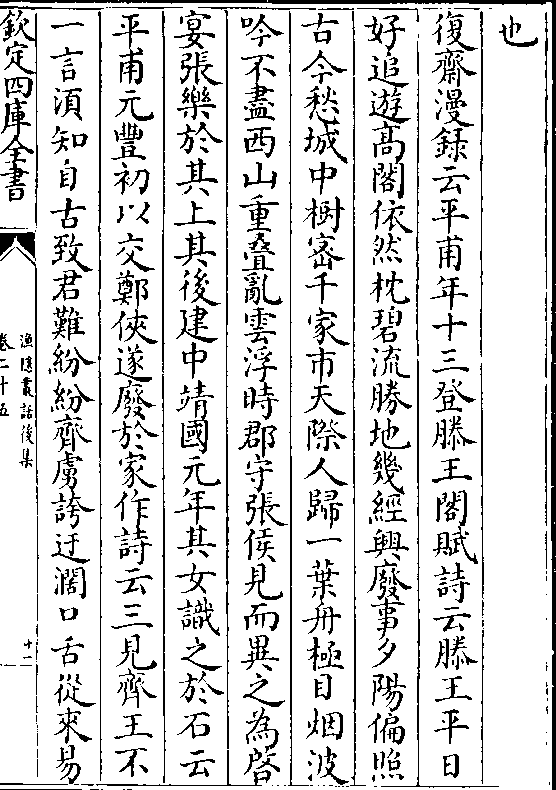 也
復齋漫録云平甫年十三登滕王閣賦詩云滕王平日
好追遊髙閣依然枕碧流勝地幾經興廢事夕陽偏照
古今愁城中樹宻千家市天際人歸一葉舟極目烟波
吟不盡西山重疊亂雲浮時郡守張侯見而異之為啓
宴張樂於其上其後建中靖國元年其女識之於石云
平甫元豐初以交鄭俠遂廢於家作詩云三見齊王不
一言須知自古致君難紛紛齊虜誇迂濶口舌從來易
欽定四庫全書
漁隱叢話後集
卷二十五
十二